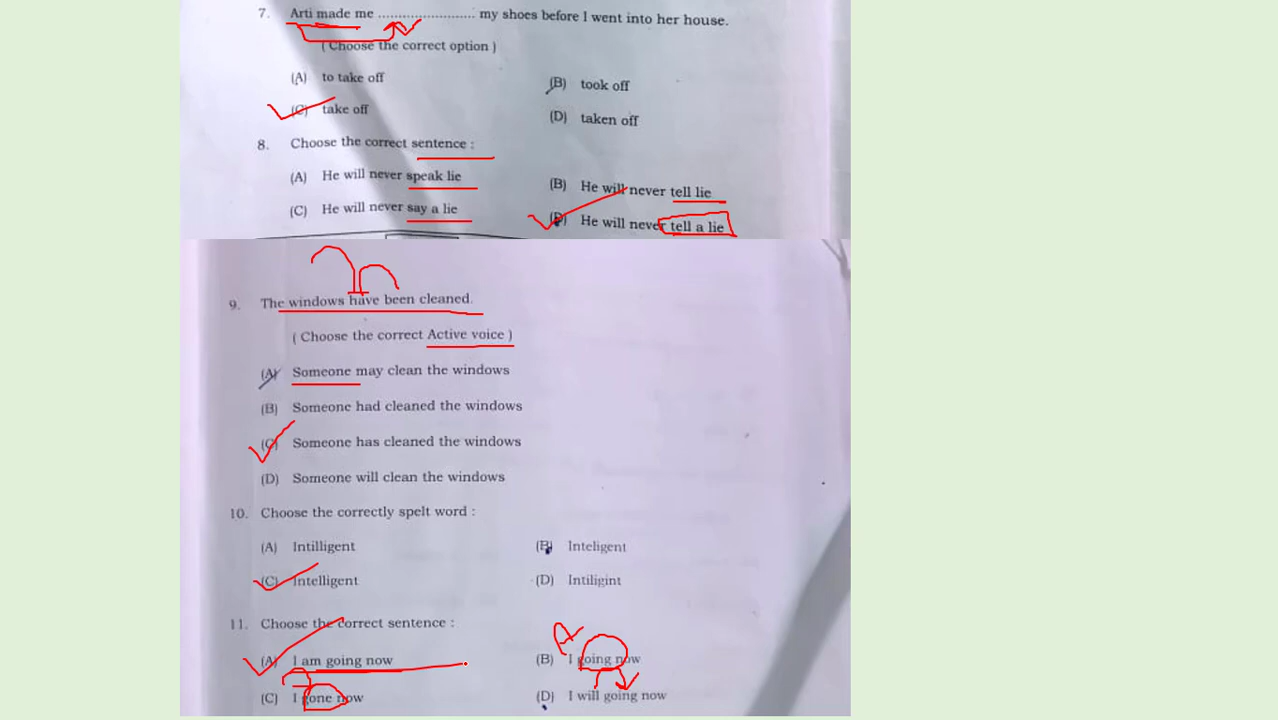 7. Arti made me ........................ my shoes before I went into her house.
( Choose the correct option )
(A) to take off
(B) took off
(C) take off
(D) taken off
8. Choose the correct sentence :
(A) He will never speak lie
(B) He will never tell lie
(C) He will never say a lie
(D) He will never tell a lie
9. The windows have been cleaned.
( Choose the correct Active voice )
(A) Someone may clean the windows
(B) Someone had cleaned the windows
(C) Someone has cleaned the windows
(D) Someone will clean the windows
10. Choose the correctly spelt word :
(A) Intilligent
(B) Inteligent
(C) Intelligent
(D) Intiligint
11. Choose the correct sentence :
(A) I am going now
(B) I going now
(C) I gone now
(D) I will going now